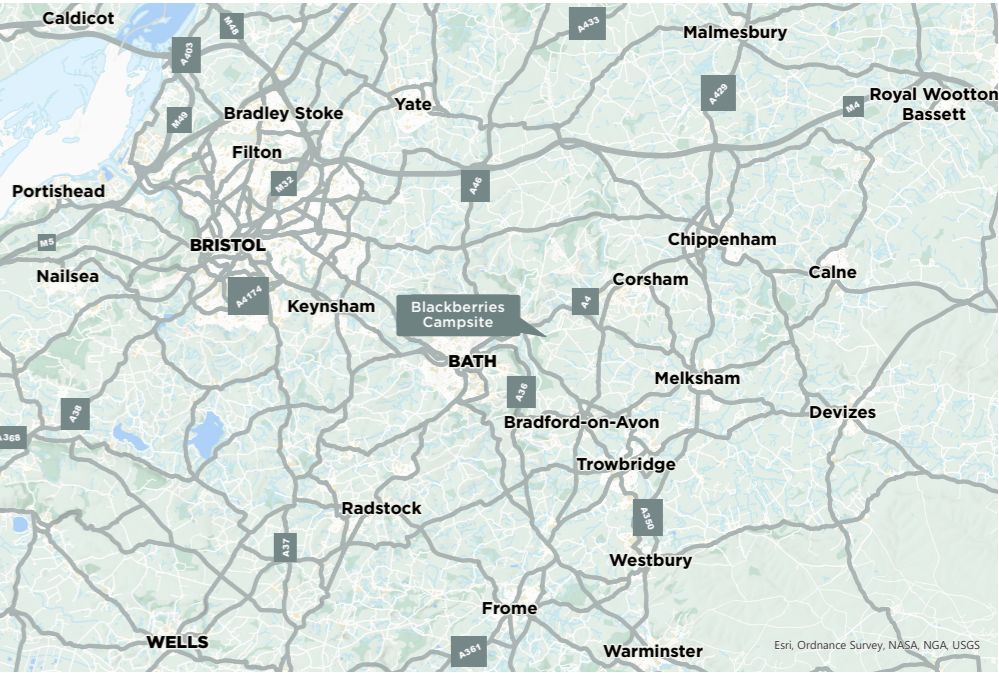 Caldicot
M48
A433
Malmesbury
A403
A429
Royal Wootton
Bassett
M4
Yate
Bradley Stoke
M49
Filton
M32
A46
Portishead
M5
BRISTOL
Chippenham
Nailsea
Corsham
Calne
A4174
Keynsham
A4
Blackberries
Campsite
BATH
Melksham
A36
A38
Devizes
Bradford-on-Avon
A368
Trowbridge
Radstock
A350
A37
Westbury
Frome
WELLS
A361
Warminster
Esri, Ordnance Survey, NASA, NGA, USGS